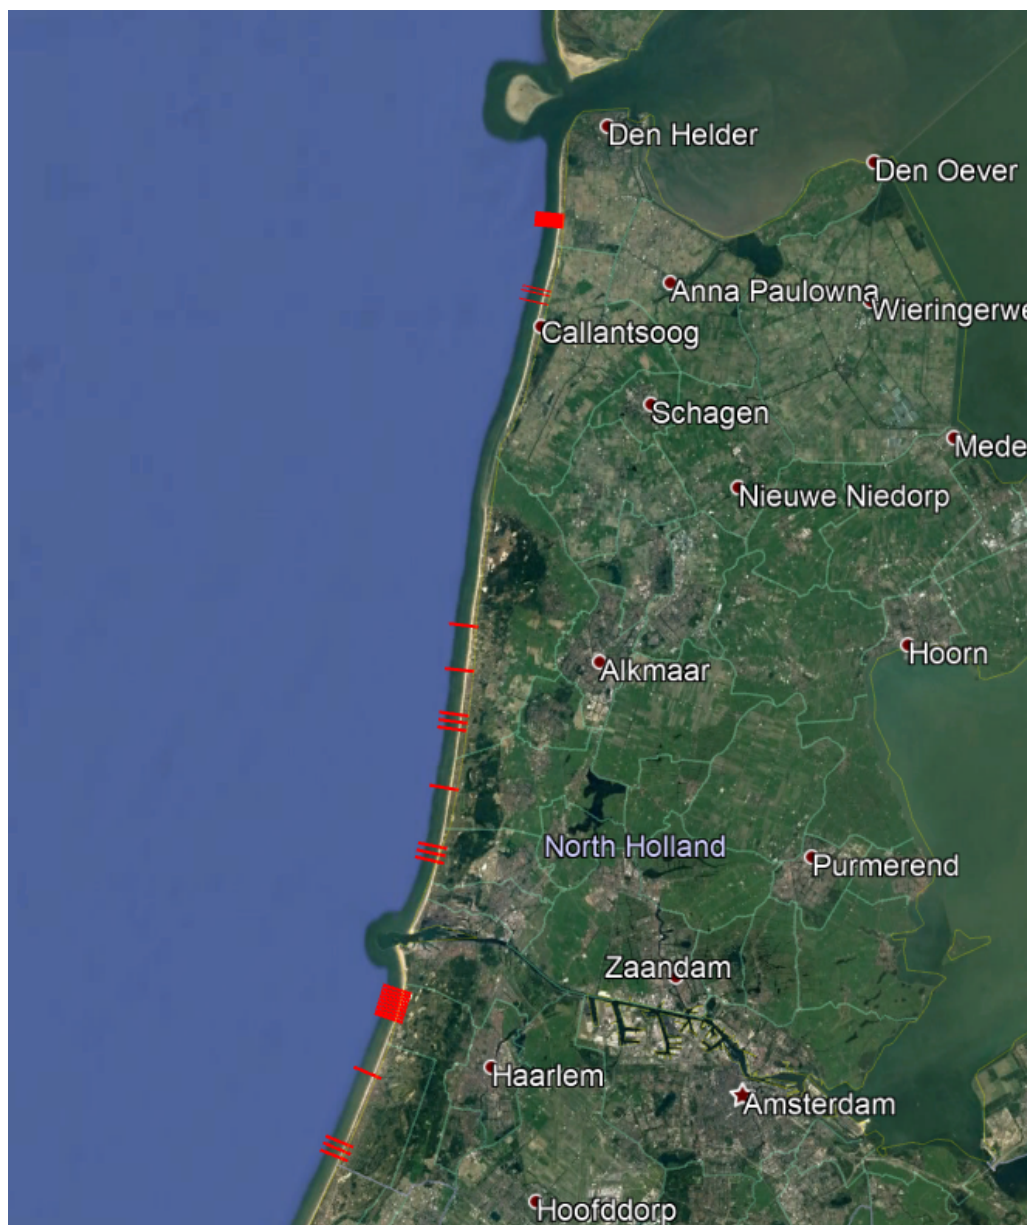 Den Helder
Den Oever
Anna Paulowna
Wieringerwe
Callantsoog
Schagen
Mede
Nieuwe Niedorp
Hoorn
Alkmaar
North Holland
Purmerend
Zaandam
Haarlem
Amsterdam
Hoofddorp